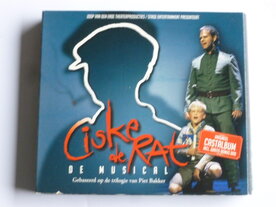 JOOP VAN DEN ENDE THEATERPRODUCTIES / STAGE ENTERTAINMENT PRESENTEERT
Ciske
de Rat
DE MUSICAL
Gebaseerd op de trilogie van Piet Bakker
CASTALBUM